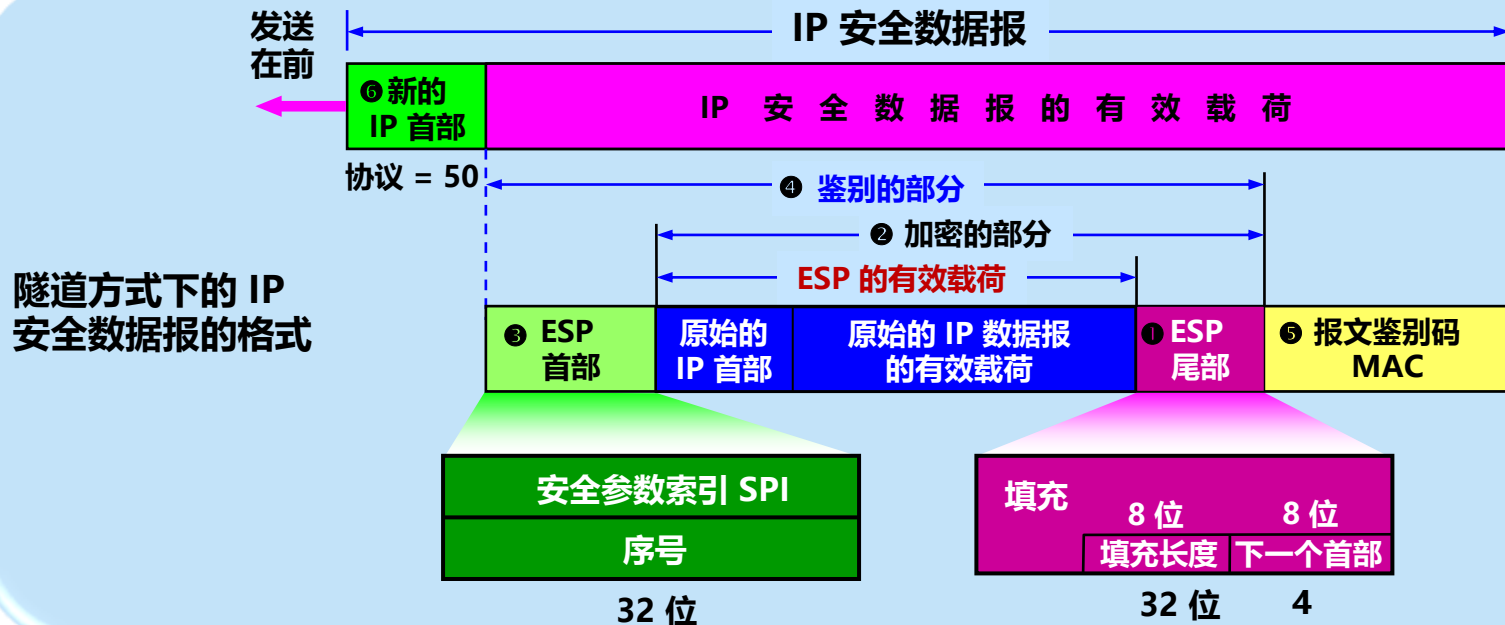 发送
在前
IP 安全数据报
❻新的
IP 首部
IP 安 全 数 据 报 的 有 效 载 荷
协议 = 50
❹ 鉴别的部分
❷ 加密的部分
ESP 的有效载荷
隧道方式下的 IP
安全数据报的格式
❸ ESP
首部
原始的
IP 首部
原始的 IP 数据报
的有效载荷
❶ESP
尾部
❺ 报文鉴别码
MAC
安全参数索引 SPI
序号
32 位
填充
8 位
8 位
填充长度
下一个首部
32 位
4